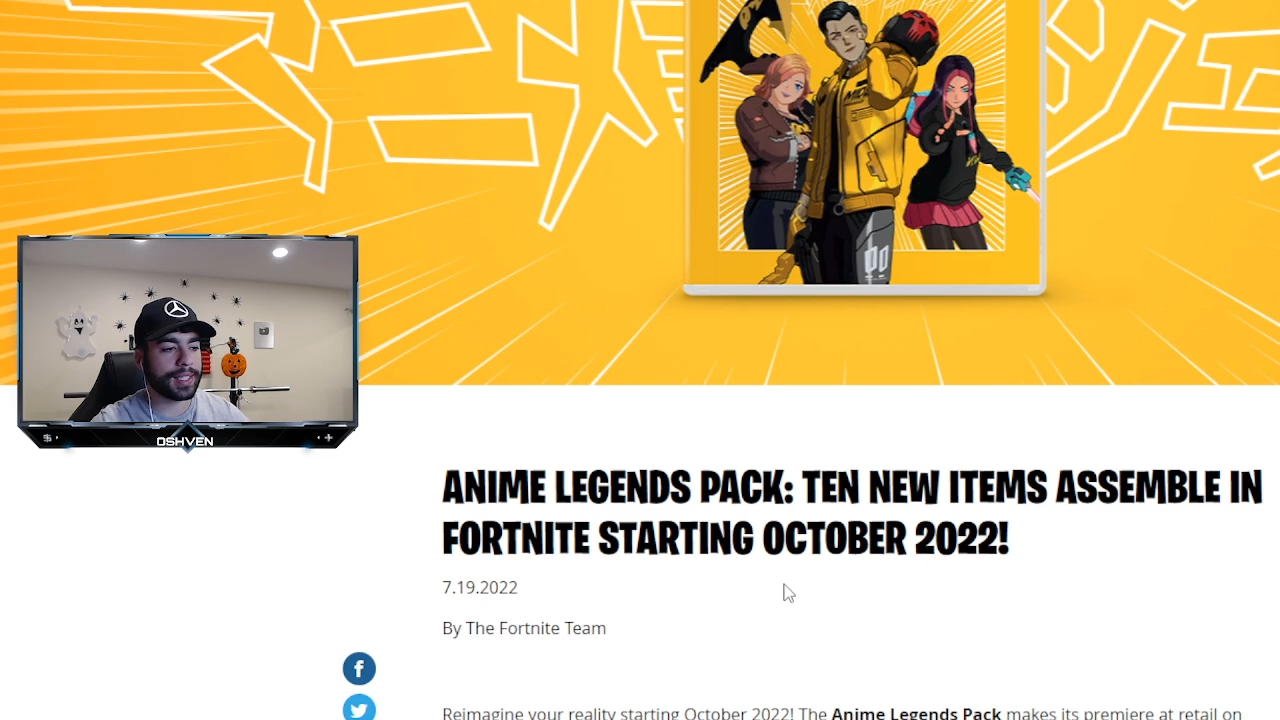 OSHVEN
ANIME LEGENDS PACK: TEN NEW ITEMS ASSEMBLE IN
FORTNITE STARTING OCTOBER 2022!
7.19.2022
By The Fortnite Team
Reimagine your reality starting October 2022! The Anime Legends Pack makes its premiere at retail on